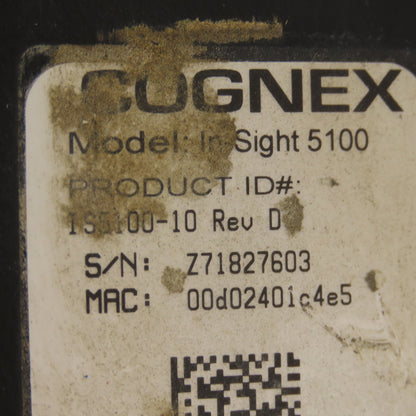 COGNEX
Model: In-Sight 5100
PRODUCT ID#:
IS5100-10 Rev D
S/N: Z71827603
MAC: 00d02401c4e5